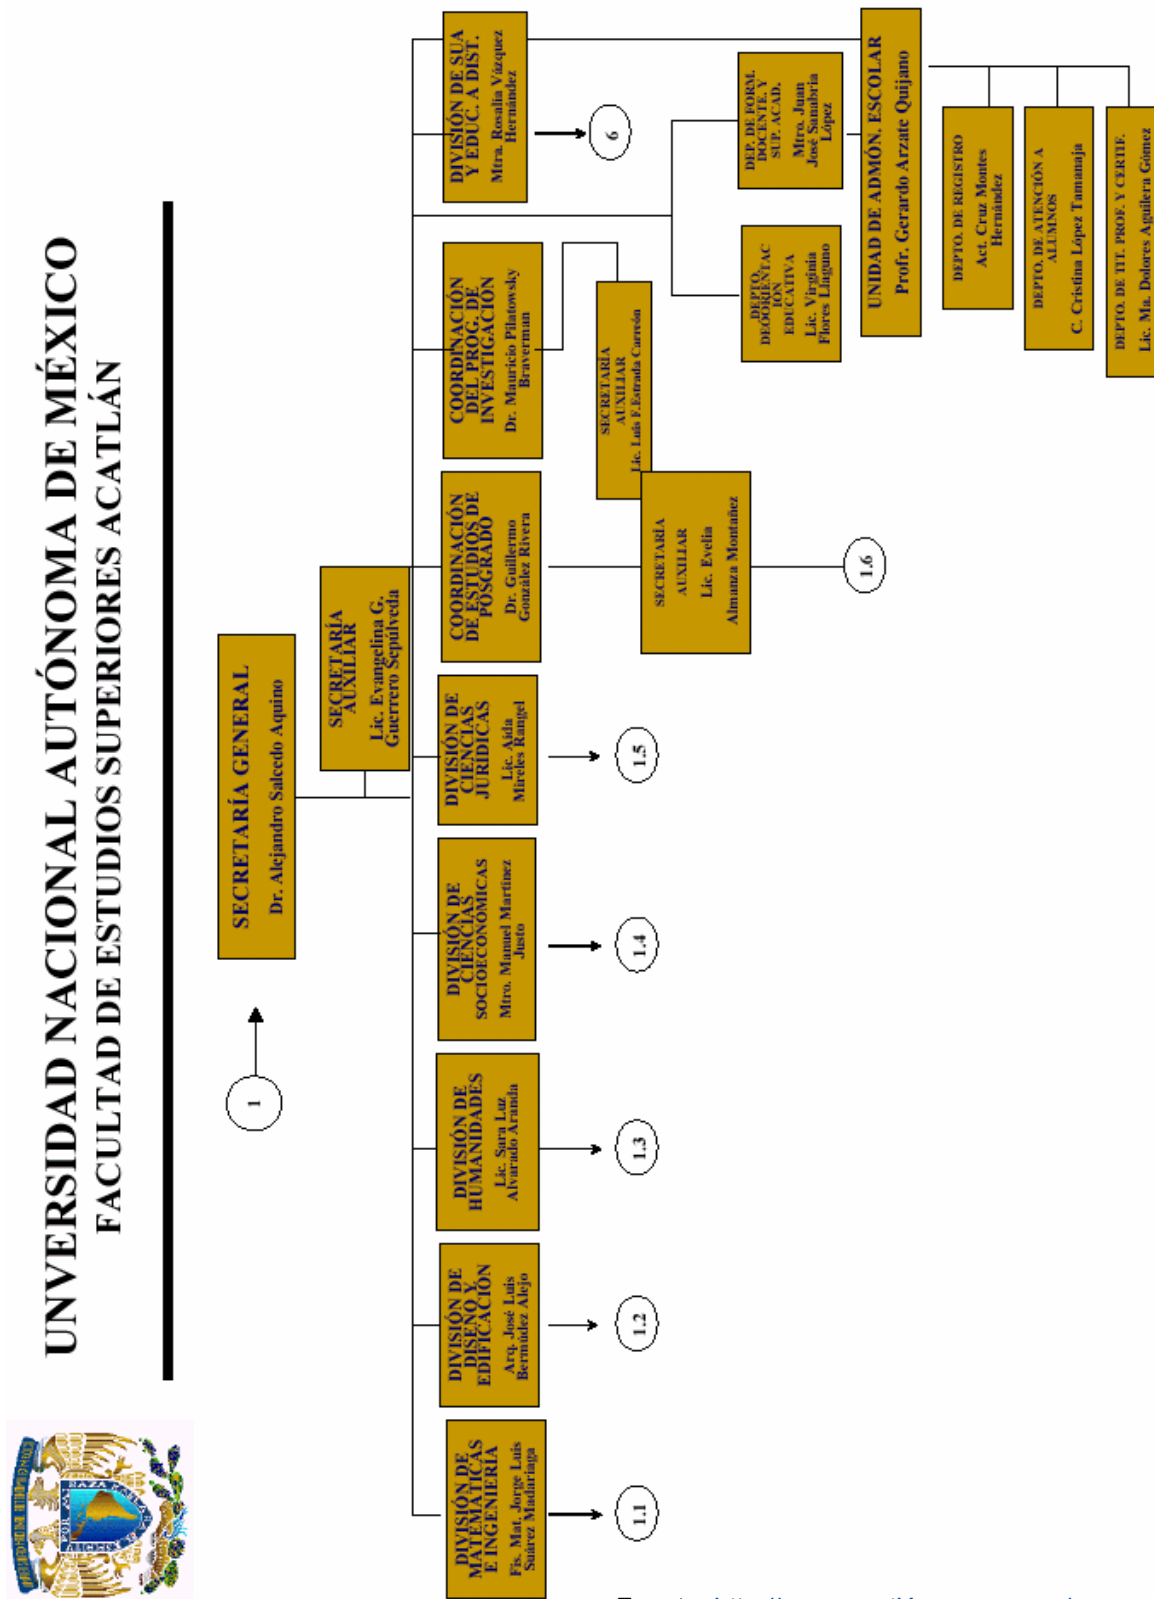 UNVERSIDAD NACIONAL AUTÓNOMA DE MÉXICO
FACULTAD DE ESTUDIOS SUPERIORES ACATLÁN
1
SECRETARÍA GENERAL
Dr. Alejandro Salcedo Aquino
SECRETARÍA
AUXILIAR
Lic. Evangelina G.
Guerrero Sepúlveda
DIVISIÓN DE
MATEMÁTICAS
E INGENIERÍA
Fis. Mat. Jorge Luis
Suárez Madariaga
1.1
DIVISIÓN DE
DISEÑO Y
EDIFICACIÓN
Arq. José Luis
Bermúdez Alejo
1.2
DIVISIÓN DE
HUMANIDADES
Lic. Sara Luz
Alvarado Aranda
1.3
DIVISIÓN DE
CIENCIAS
SOCIOECONÓMICAS
Mtro. Manuel Martínez
Justo
1.4
DIVISIÓN DE
CIENCIAS
JURÍDICAS
Lic. Aida
Mireles Rangel
1.5
COORDINACIÓN
DE ESTUDIOS DE
POSGRADO
Dr. Guillermo
González Rivera
SECRETARÍA
AUXILIAR
Lic. Evelia
Almanza Montañez
1.6
COORDINACIÓN
DEL PROG. DE
INVESTIGACIÓN
Dr. Mauricio Pilatowsky
Braverman
SECRETARÍA
AUXILIAR
Lic. Luis F.Estrada Carreón
DIVISIÓN DE SUA
Y EDUC. A DIST.
Mtra. Rosalia Vázquez
Hernández
6
DEPTO.
DEOORIENTAC
IÓN
EDUCATIVA
Lic. Virginia
Flores Llaguno
DEP. DE FORM.
DOCENTE. Y
SUP. ACAD.
Mtro. Juan
José Sanabria
López
UNIDAD DE ADMÓN. ESCOLAR
Profr. Gerardo Arzate Quijano
DEPTO. DE REGISTRO
Act. Cruz Montes
Hernández
DEPTO. DE ATENCIÓN A
ALUMNOS
C. Cristina López Tamanaja
DEPTO. DE TIT. PROF. Y CERTIF.
Lic. Ma. Dolores Aguilera Gómez